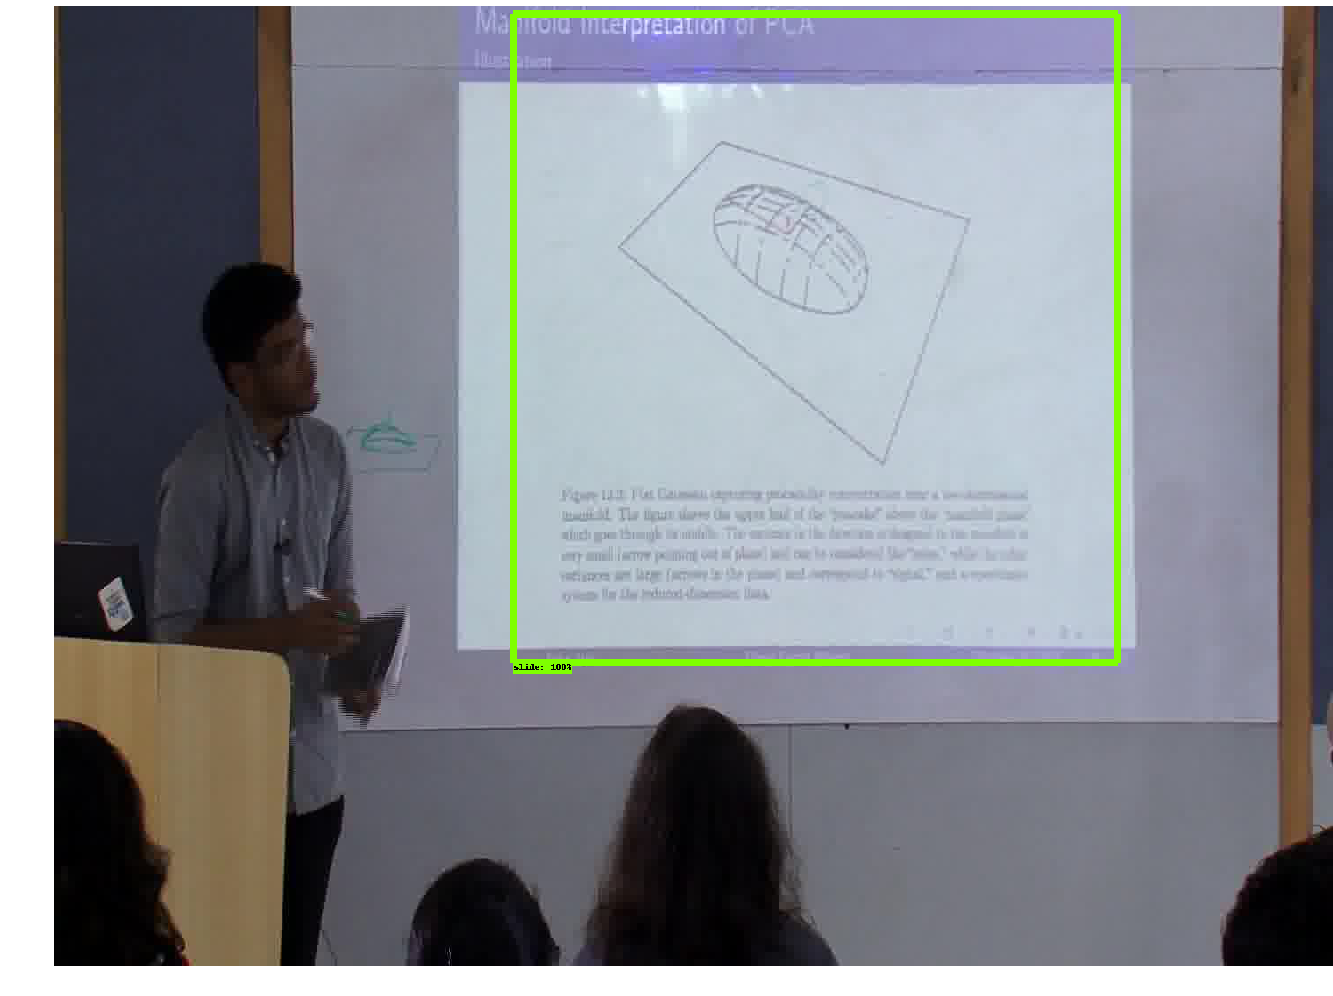 Manifold Interpretation of PCA
Illustration
Figure 13.3: Flat Gaussian capturing probability concentration near a low-dimensional
manifold. The figure shows the upper half of the "pancake" above the "manifold plane"
which goes through its middle. The variance in the direction orthogonal to the manifold is
very small (arrow pointing out of plane) and can be considered like "noise," while the other
variances are large (arrows in the plane) and correspond to "signal," and a coordinate
system for the reduced-dimension data.
slide: 100%